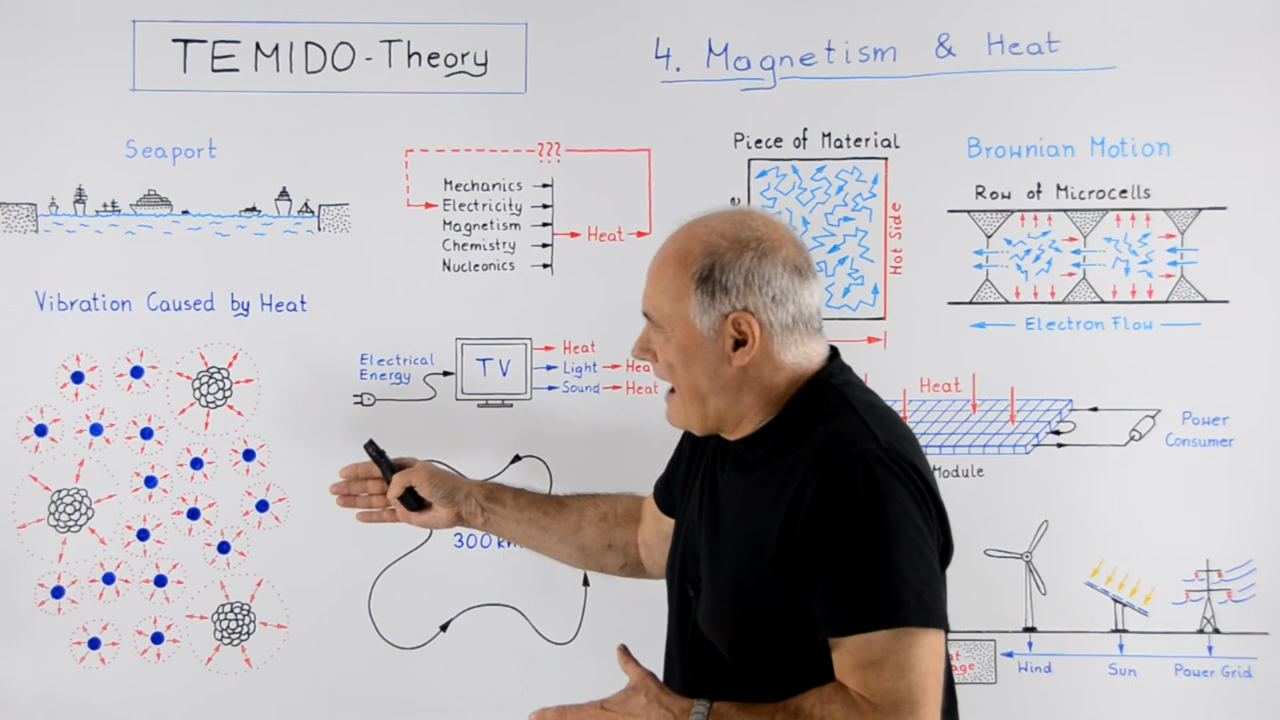 TEMIDO - Theory
4. Magnetism & Heat
Seaport
???
Mechanics
Electricity
Magnetism
Chemistry
Nucleonics
Heat
Piece of Material
Hot Side
Brownian Motion
Row of Microcells
Electron Flow
Vibration Caused by Heat
Electrical
Energy
TV
Heat
Light
Sound
Heat
300
Heat
Power
Consumer
Module
Wind
Sun
Power Grid